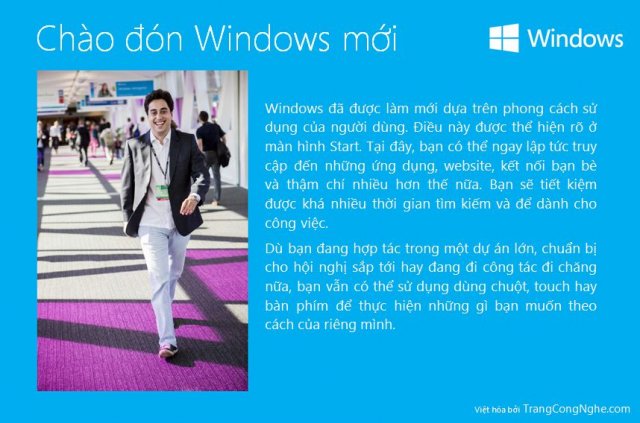 Chào đón Windows mới
Windows
Windows đã được làm mới dựa trên phong cách sử
dụng của người dùng. Điều này được thể hiện rõ ở
màn hình Start. Tại đây, bạn có thể ngay lập tức truy
cập đến những ứng dụng, website, kết nối bạn bè
và thậm chí nhiều hơn thế nữa. Bạn sẽ tiết kiệm
được khá nhiều thời gian tìm kiếm và để dành cho
công việc.
Dù bạn đang hợp tác trong một dự án lớn, chuẩn bị
cho hội nghị sắp tới hay đang đi công tác đi chăng
nữa, bạn vẫn có thể sử dụng dùng chuột, touch hay
bàn phím để thực hiện những gì bạn muốn theo
cách của riêng mình.
Việt hóa bởi TrangCongNghe.com